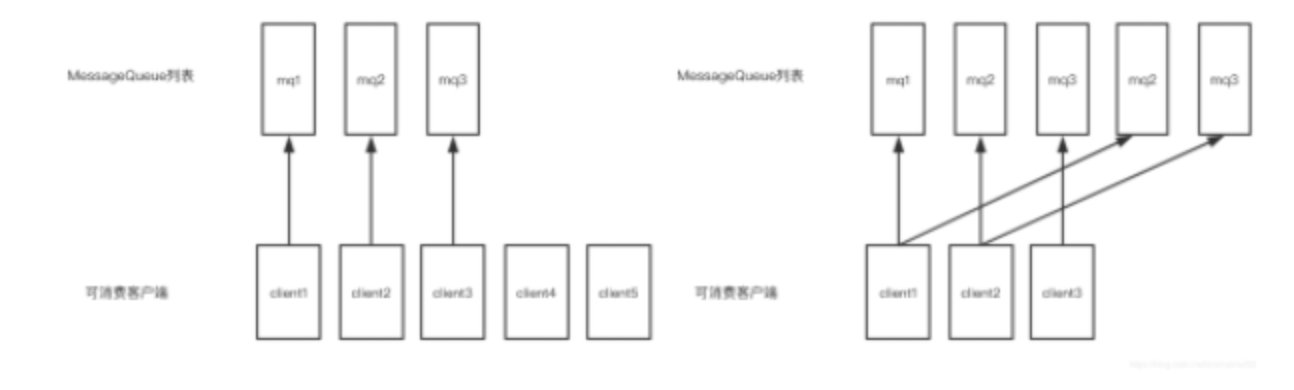 MessageQueue列表
mq1
mq2
mq3
可消费客户端
client1
client2
client3
client4
client5
MessageQueue列表
mq1
mq2
mq3
mq2
mq3
可消费客户端
client1
client2
client3